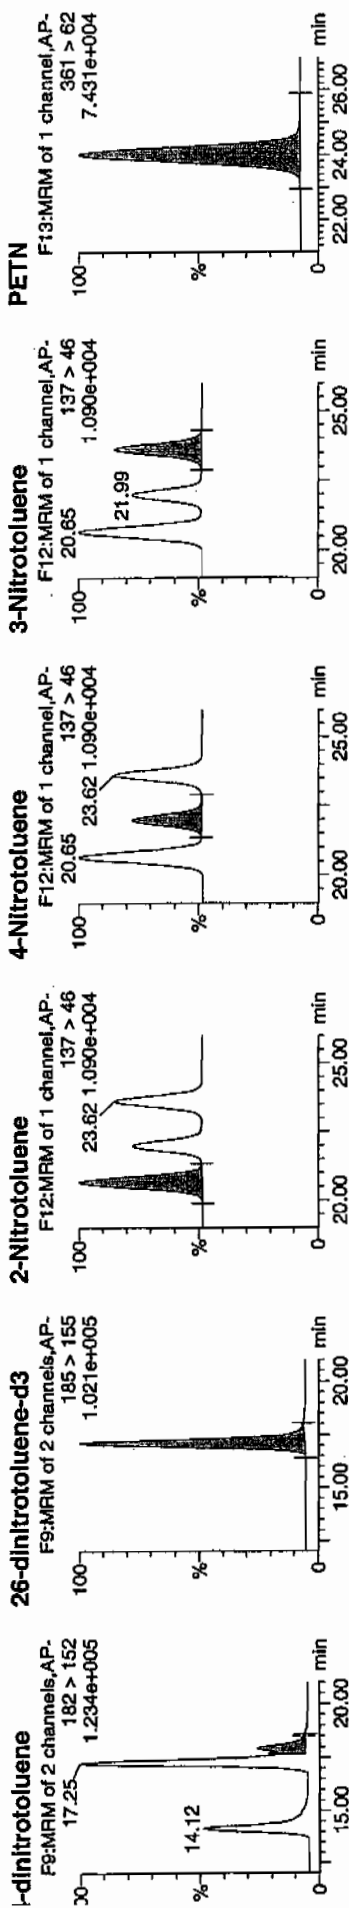 -dinitrotoluene
F9:MRM of 2 channels,AP-
182 > 152
1.234e+005
17.25
14.12
00
%
0
15.00 20.00 min
26-dinitrotoluene-d3
F9:MRM of 2 channels,AP-
185 > 155
1.021e+005
100
%
0
15.00 20.00 min
2-Nitrotoluene
F12:MRM of 1 channel,AP-
137 > 46
23.62 1.090e+004
100
%
0
20.00 25.00 min
4-Nitrotoluene
F12:MRM of 1 channel,AP-
20.65 137 > 46
23.62 1.090e+004
100
%
0
20.00 25.00 min
3-Nitrotoluene
F12:MRM of 1 channel,AP-
20.65 137 > 46
1.090e+004
21.99
100
%
0
20.00 25.00 min
PETN
F13:MRM of 1 channel,AP-
361 > 62
7.431e+004
100
%
0
22.00 24.00 26.00 min